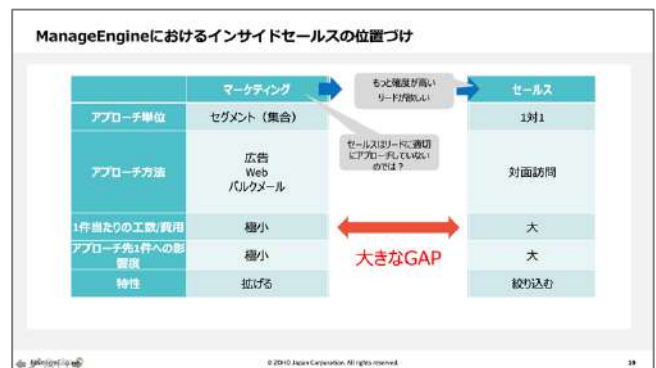 ManageEngineにおけるインサイドセールスの位置づけ
マーケティング
もっと確度が高い
リードが欲しい
セールス
アプローチ単位
セグメント（集合）
1対1
アプローチ方法
広告
Web
バルクメール
セールスはリードに適切
にアプローチしていない
のでは？
対面訪問
1件当たりの工数/費用
極小
大
アプローチ先1件への影
響度
極小
大きなGAP
大
特性
拡げる
絞り込む
ManageEngine
© ZOHO Japan Corporation. All rights reserved.
19